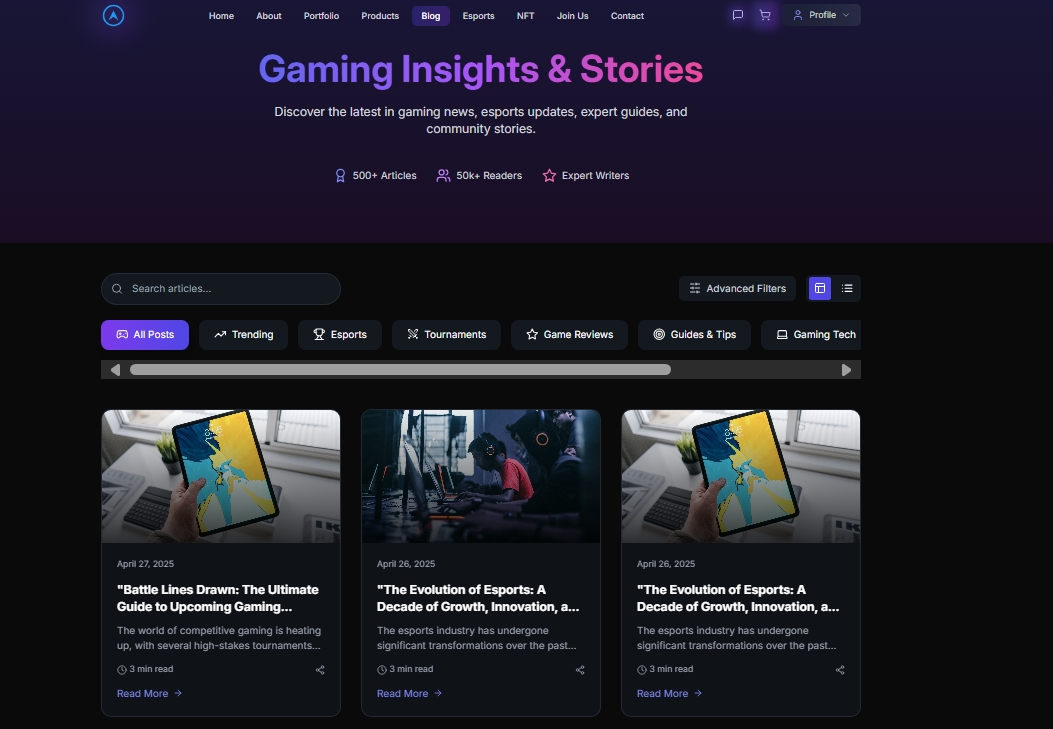 Home About Portfolio Products Blog Esports NFT Join Us Contact Profile
Gaming Insights & Stories
Discover the latest in gaming news, esports updates, expert guides, and
community stories.
500+ Articles 50k+ Readers Expert Writers
Search articles...
Advanced Filters
All Posts Trending Esports Tournaments Game Reviews Guides & Tips Gaming Tech
April 27, 2025
"Battle Lines Drawn: The Ultimate
Guide to Upcoming Gaming...
The world of competitive gaming is heating
up, with several high-stakes tournaments...
3 min read
Read More
April 26, 2025
"The Evolution of Esports: A
Decade of Growth, Innovation, a...
The esports industry has undergone
significant transformations over the past...
3 min read
Read More
April 26, 2025
"The Evolution of Esports: A
Decade of Growth, Innovation, a...
The esports industry has undergone
significant transformations over the past...
3 min read
Read More